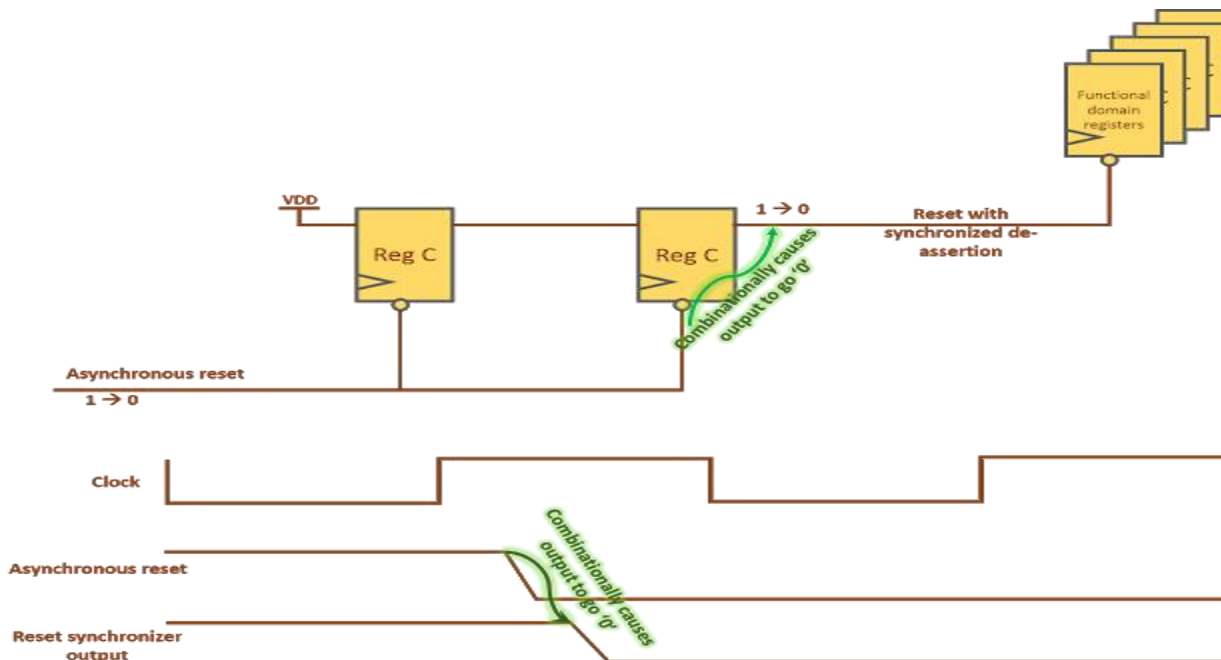 Functional
domain
registers
C
C
C
C
VDD
Reg C
Reg C
1 → 0
Reset with
synchronized de-
assertion
Combinationally causes
output to go '0'
Asynchronous reset
1 → 0
Clock
Combinationally causes
output to go '0'
Asynchronous reset
Reset synchronizer
output